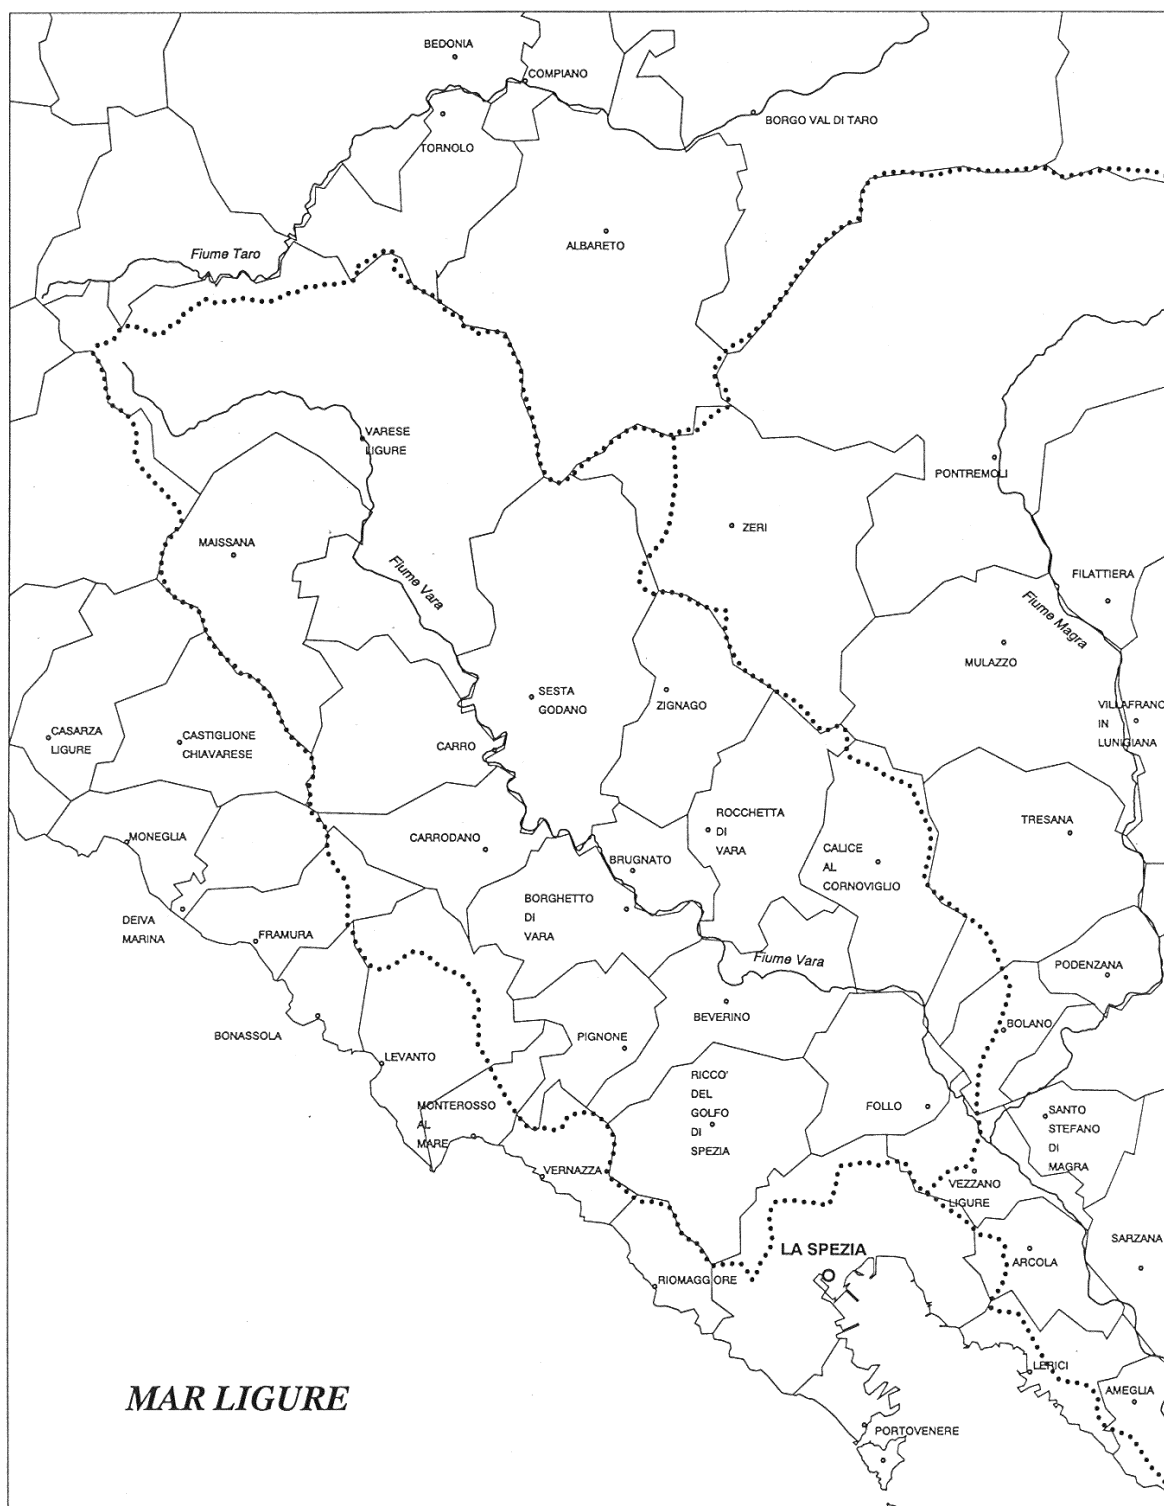 BEDONIA
COMPIANO
BORGO VAL DI TARO
TORNOLO
ALBARETO
Fiume Taro
VARESE
LIGURE
PONTREMOLI
ZERI
MAISSANA
Fiume Vara
FILATTIERA
Fiume Magra
MULAZZO
SESTA
GODANO
ZIGNAGO
VILLAFRANC
IN
LUNIGIANA
CASARZA
LIGURE
CASTIGLIONE
CHIAVARESE
CARRO
MONEGLIA
CARRODANO
ROCCHETTA
DI
VARA
TRESANA
CALICE
AL
CORNOVIGLIO
BRUGNATO
BORGHETTO
DI
VARA
DEIVA
MARINA
FRAMURA
Fiume Vara
PODENZANA
BEVERINO
BOLANO
BONASSOLA
PIGNONE
LEVANTO
RICCO'
DEL
GOLFO
DI
SPEZIA
MONTEROSSO
AL
MARE
FOLLO
SANTO
STEFANO
DI
MAGRA
VERNAZZA
VEZZANO
LIGURE
SARZANA
LA SPEZIA
ARCOLA
RIOMAGGIORE
LERICI
AMEGLIA
MAR LIGURE
PORTOVENERE